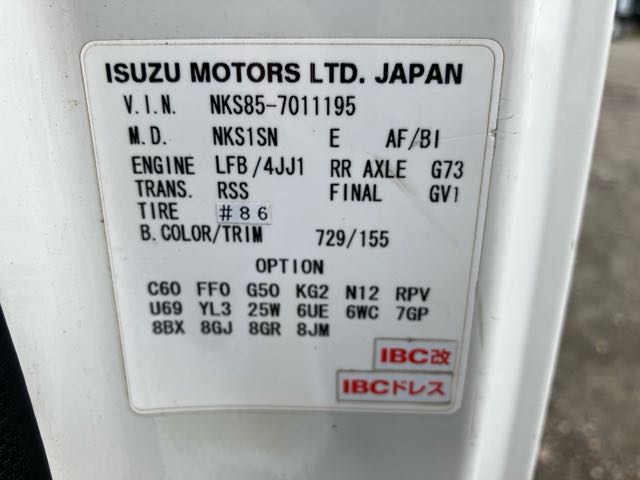 ISUZU MOTORS LTD. JAPAN
V.I.N. NKS85-7011195
M.D. NKS1SN E AF/BI
ENGINE LFB/4JJ1 RR AXLE G73
TRANS. RSS FINAL GV1
TIRE #86
B.COLOR/TRIM 729/155
OPTION
C60 FF0 G50 KG2 N12 RPV
U69 YL3 25W 6UE 6WC 7GP
8BX 8GJ 8GR 8JM
IBC改
IBCドレス